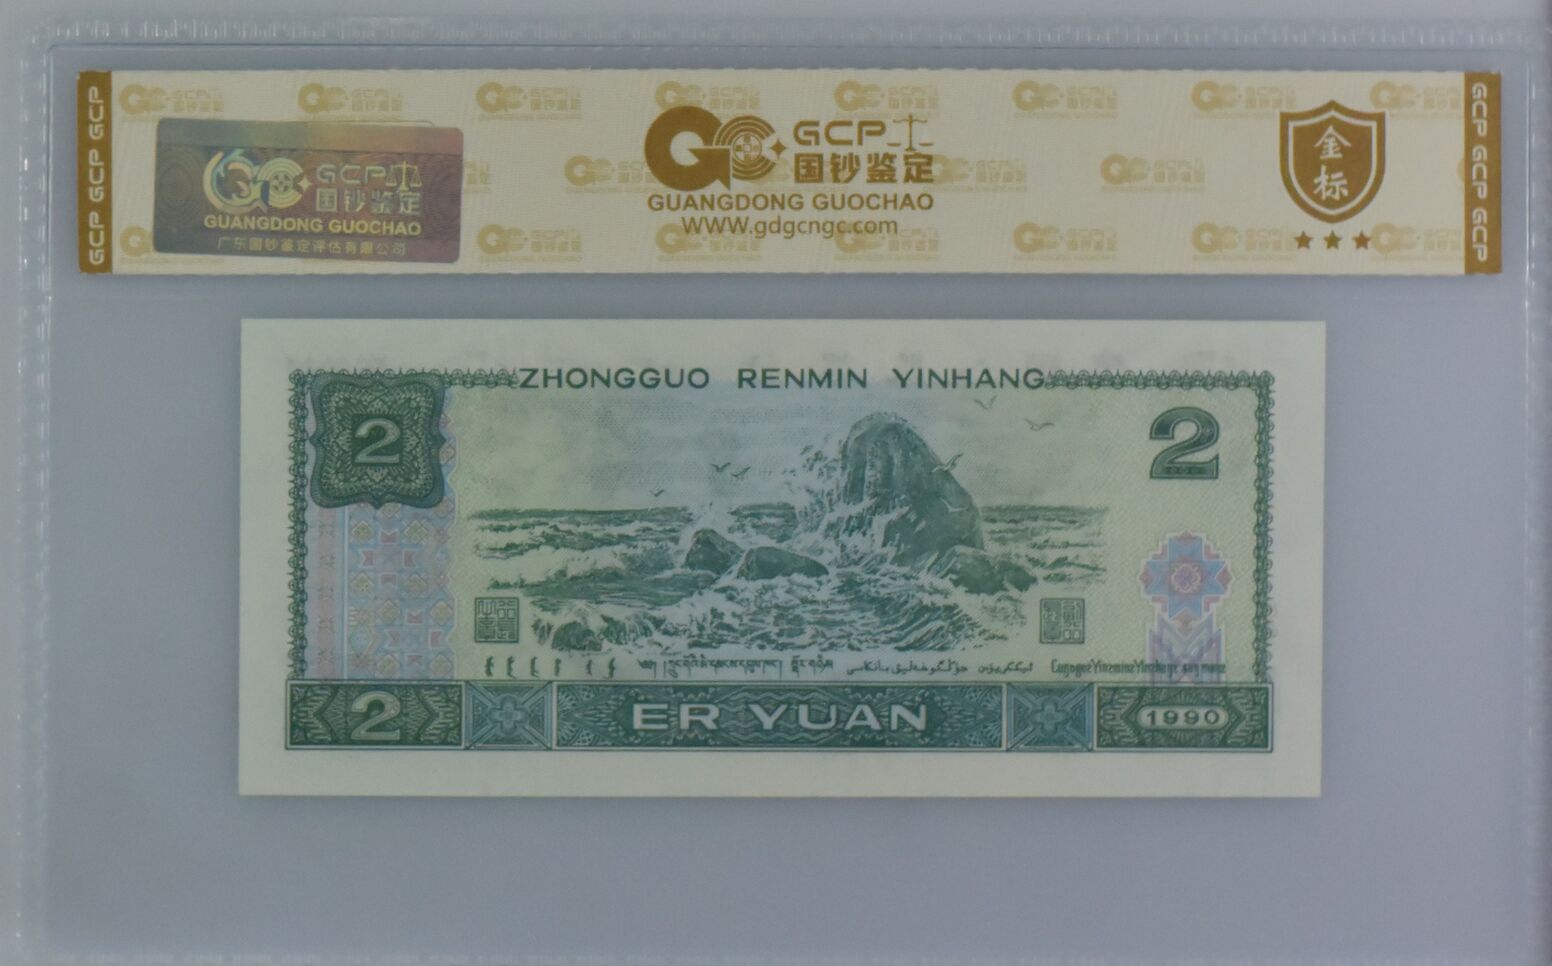 GCP GCP GCP
GCP
国钞鉴定
GUANGDONG GUOCHAO
广东国钞鉴定评估有限公司
GCP
国钞鉴定
GUANGDONG GUOCHAO
WWW.gdgcngc.com
金标
GCP GCP GCP
ZHONGGUO RENMIN YINHANG
2
2
2
ER YUAN
1990